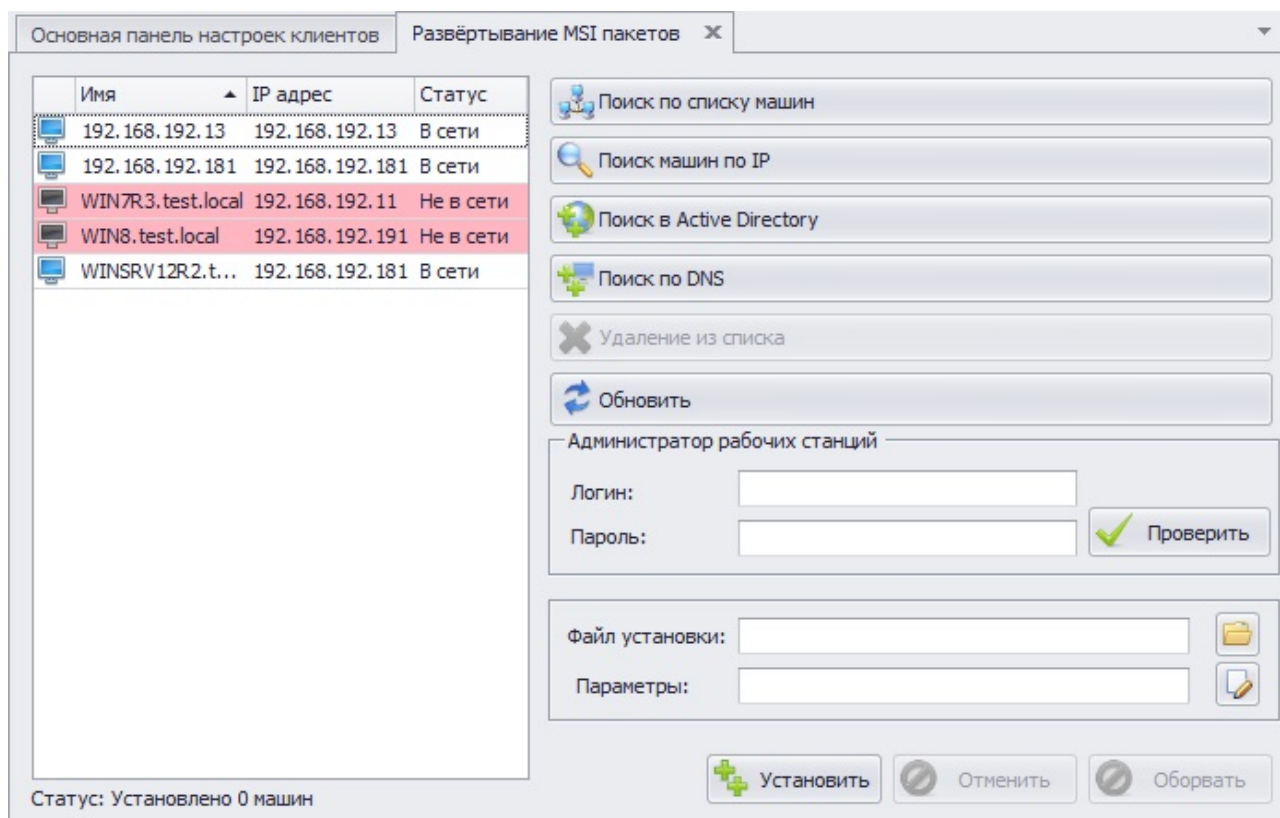 Основная панель настроек клиентов Развёртывание MSI пакетов
Имя IP адрес Статус
192.168.192.13 192.168.192.13 В сети
192.168.192.181 192.168.192.181 В сети
WIN7R3.test.local 192.168.192.11 Не в сети
WIN8.test.local 192.168.192.191 Не в сети
WINSRV12R2.t... 192.168.192.181 В сети
Статус: Установлено 0 машин
Поиск по списку машин
Поиск машин по IP
Поиск в Active Directory
Поиск по DNS
Удаление из списка
Обновить
Администратор рабочих станций
Логин:
Пароль:
Проверить
Файл установки:
Параметры:
Установить Отменить Оборвать